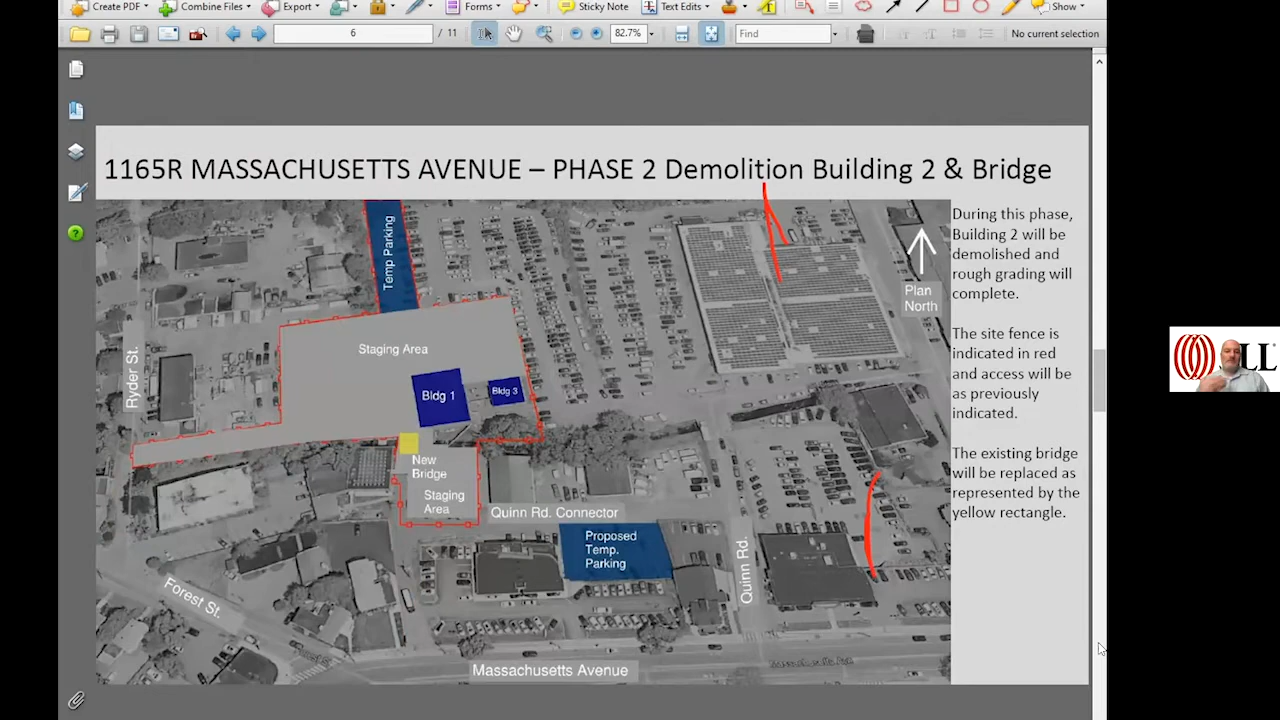 Create PDF Combine Files Export Forms Sticky Note Text Edits Show
6 / 11 82.7% Find No current selection
1165R MASSACHUSETTS AVENUE – PHASE 2 Demolition Building 2 & Bridge
During this phase,
Building 2 will be
demolished and
rough grading will
complete.
The site fence is
indicated in red
and access will be
as previously
indicated.
The existing bridge
will be replaced as
represented by the
yellow rectangle.
Temp Parking
Plan
North
Staging Area
Ryder St.
Bldg 1
Bldg 3
New
Bridge
Staging
Area
Quinn Rd. Connector
Proposed
Temp.
Parking
Quinn Rd.
Forest St.
Massachusetts Avenue